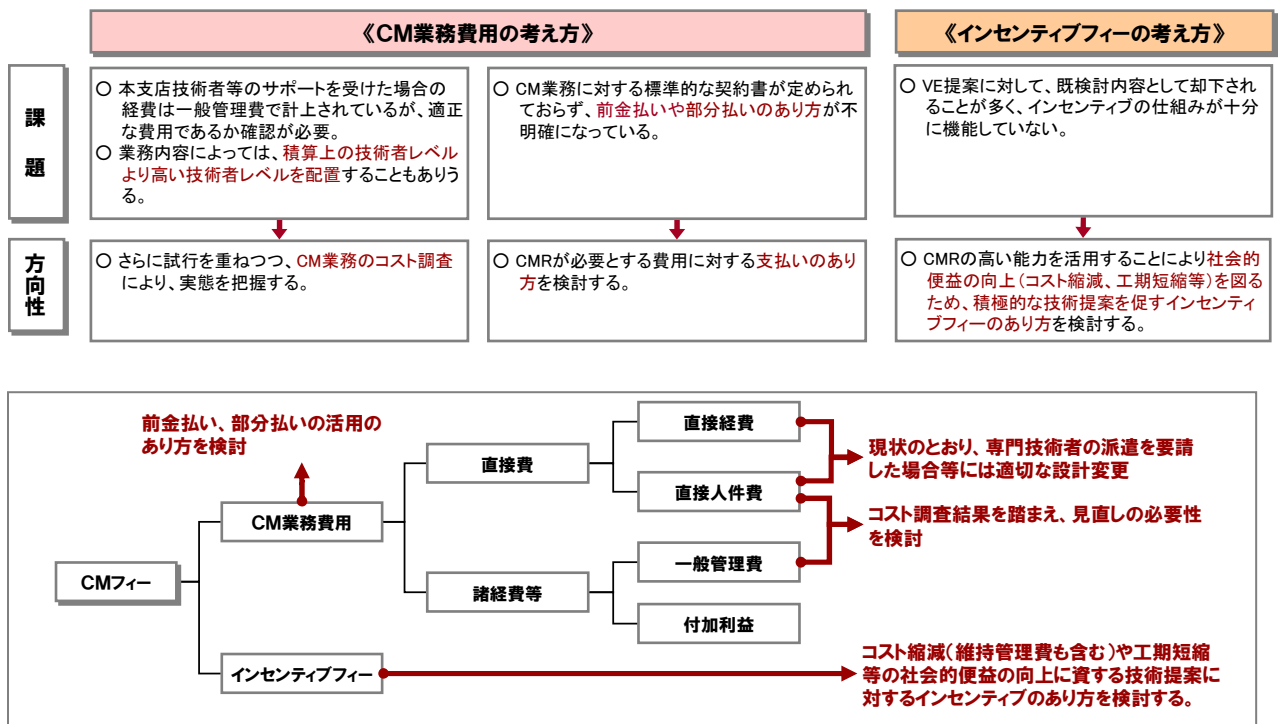 《CM業務費用の考え方》
《インセンティブフィーの考え方》
課題
○ 本支店技術者等のサポートを受けた場合の
経費は一般管理費で計上されているが、適正
な費用であるか確認が必要。
○ 業務内容によっては、積算上の技術者レベル
より高い技術者レベルを配置することもありう
る。
○ CM業務に対する標準的な契約書が定められ
ておらず、前金払いや部分払いのあり方が不
明確になっている。
○ VE提案に対して、既検討内容として却下され
ることが多く、インセンティブの仕組みが十分
に機能していない。
方向性
○ さらに試行を重ねつつ、CM業務のコスト調査
により、実態を把握する。
○ CMRが必要とする費用に対する支払いのあり
方を検討する。
○ CMRの高い能力を活用することにより社会的
便益の向上(コスト縮減、工期短縮等)を図る
ため、積極的な技術提案を促すインセンティ
ブフィーのあり方を検討する。
前金払い、部分払いの活用の
あり方を検討
直接経費
現状のとおり、専門技術者の派遣を要請
した場合等には適切な設計変更
直接費
直接人件費
CM業務費用
コスト調査結果を踏まえ、見直しの必要性
を検討
一般管理費
CMフィー
諸経費等
付加利益
インセンティブフィー
コスト縮減(維持管理費も含む)や工期短縮
等の社会的便益の向上に資する技術提案に
対するインセンティブのあり方を検討する。